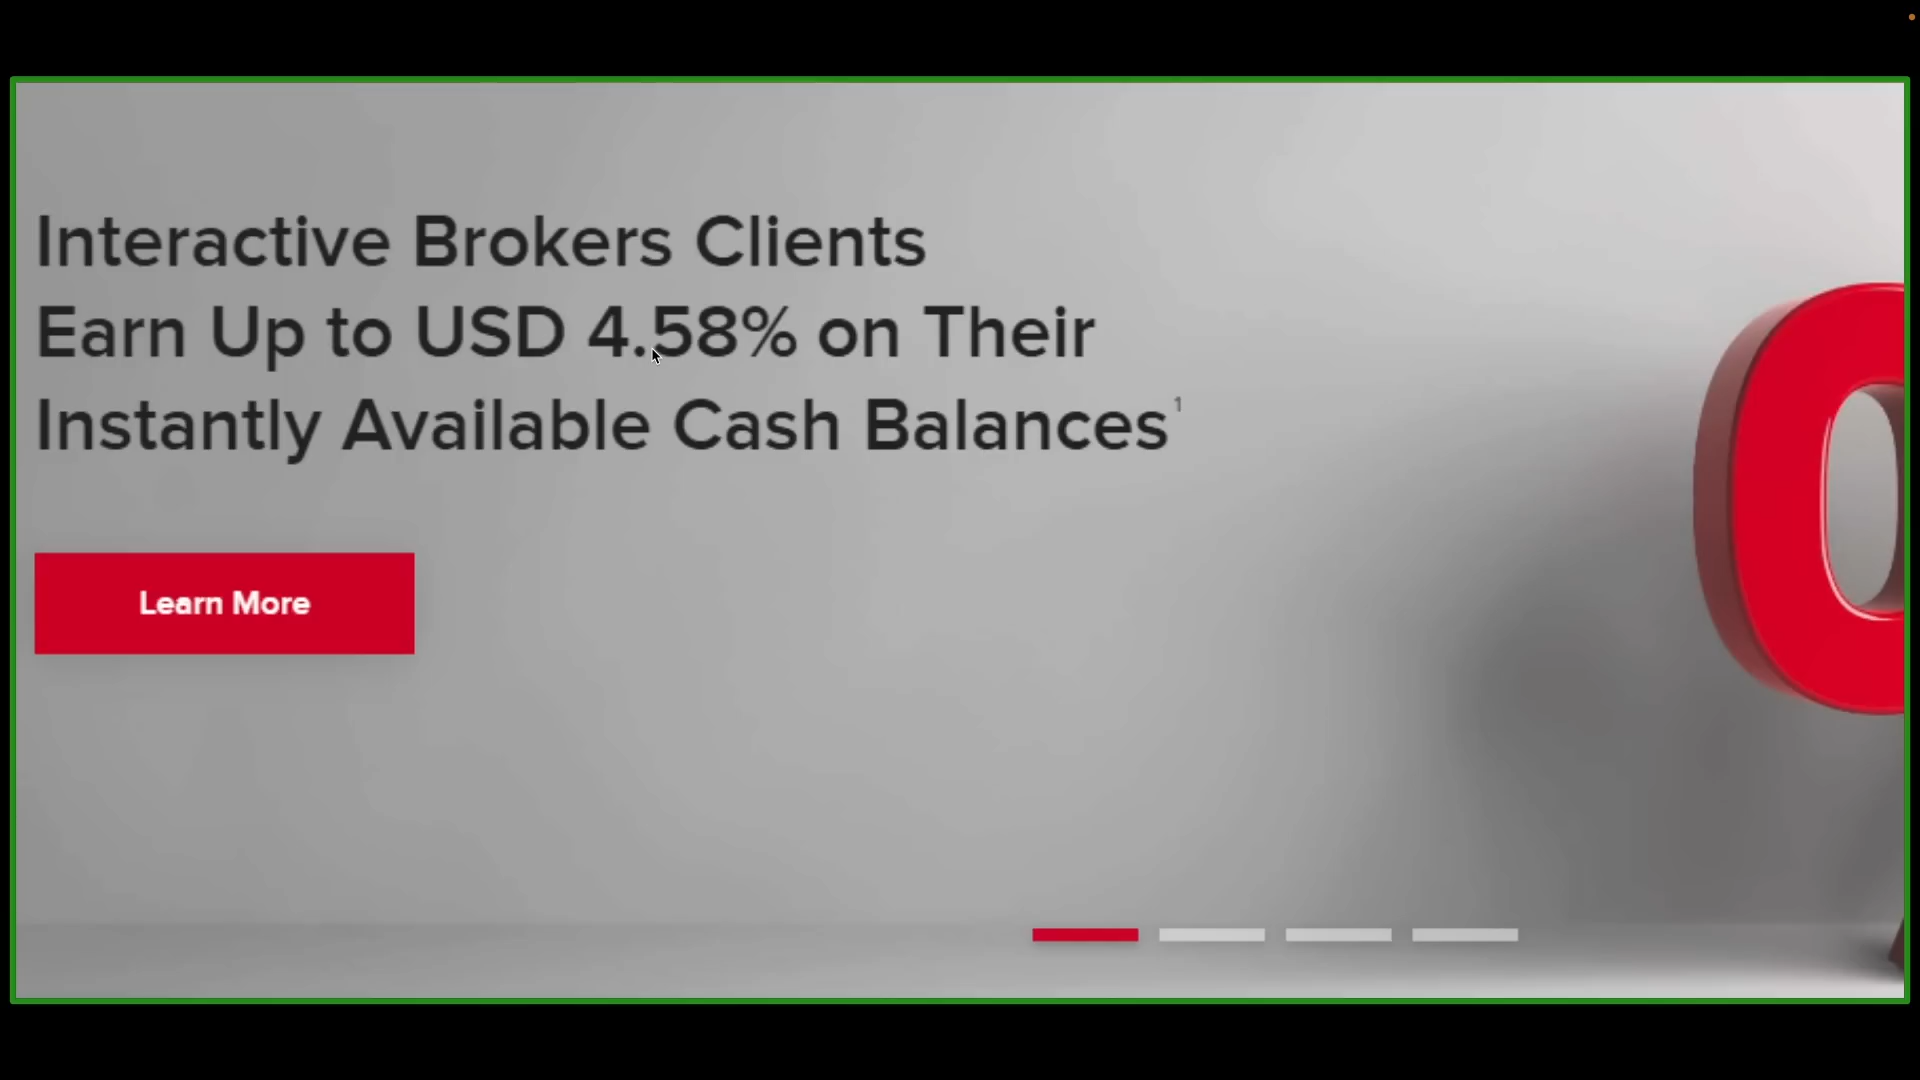 Interactive Brokers Clients
Earn Up to USD 4.58% on Their
Instantly Available Cash Balances¹
Learn More